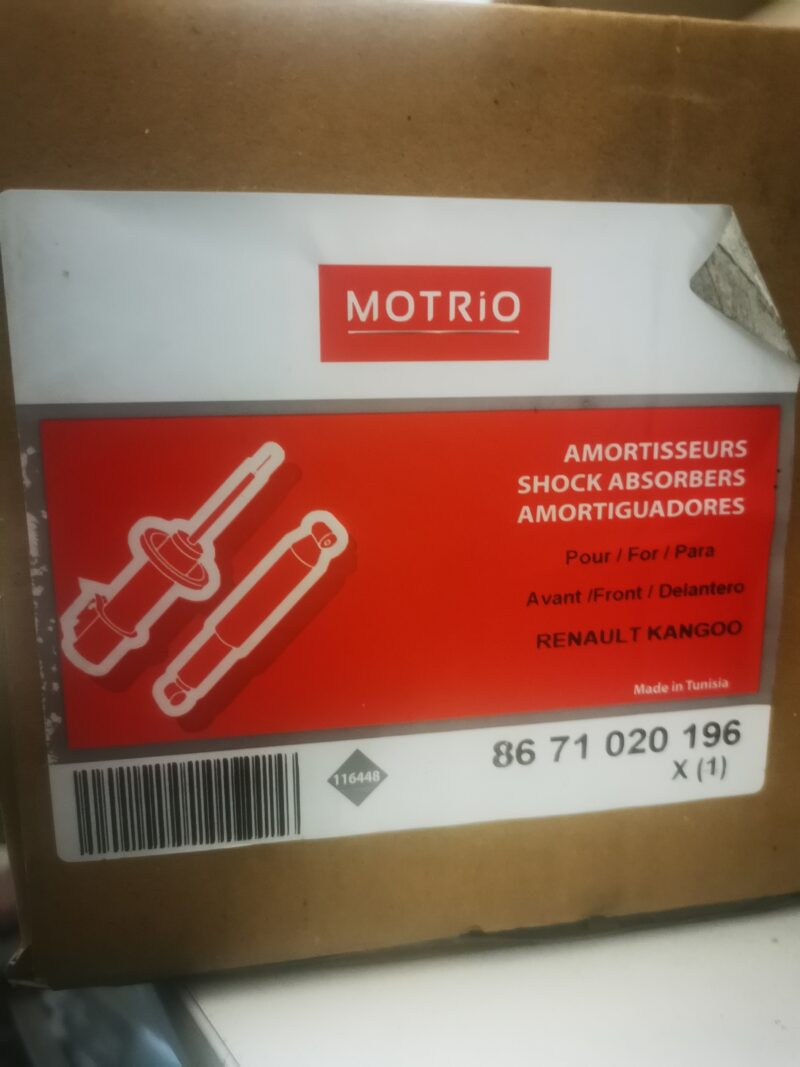 MOTRiO
AMORTISSEURS
SHOCK ABSORBERS
AMORTIGUADORES
Pour / For / Para
Avant /Front / Delantero
RENAULT KANGOO
Made in Tunisia
86 71 020 196
X (1)
116448